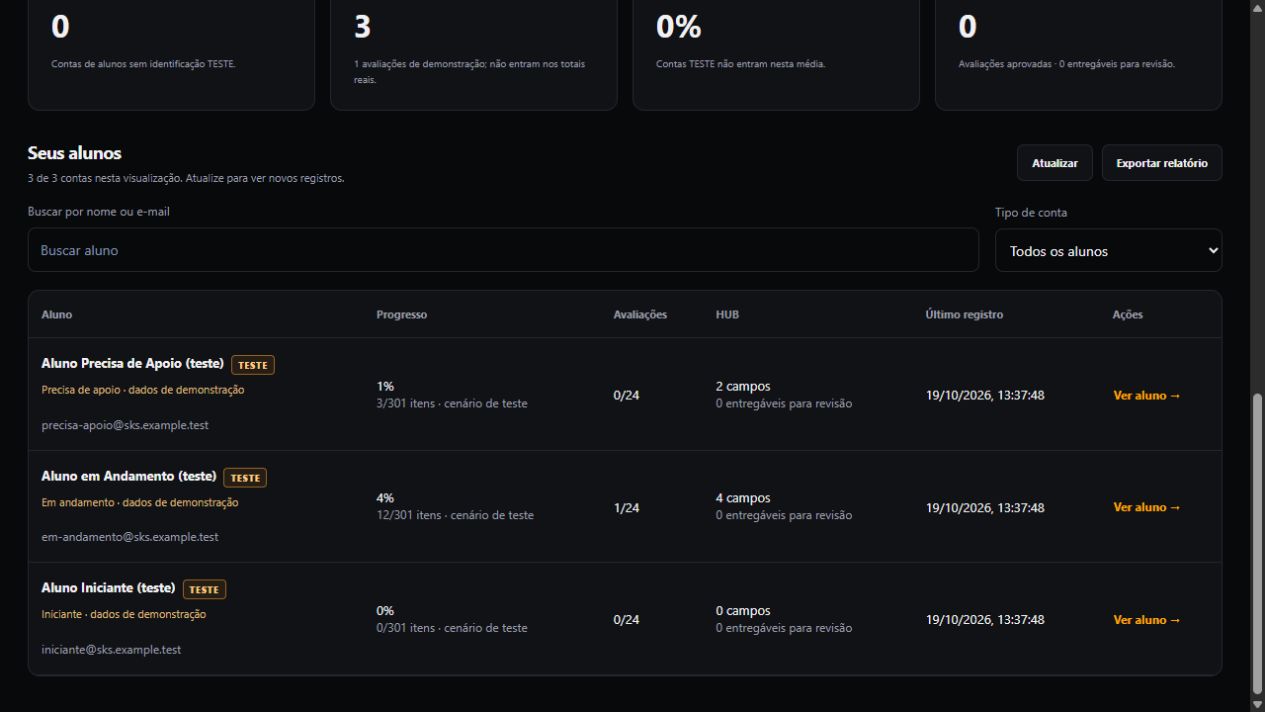 0
Contas de alunos sem identificação TESTE.
3
1 avaliações de demonstração; não entram nos totais
reais.
0%
Contas TESTE não entram nesta média.
0
Avaliações aprovadas · 0 entregáveis para revisão.
Seus alunos
3 de 3 contas nesta visualização. Atualize para ver novos registros.
Atualizar
Exportar relatório
Buscar por nome ou e-mail
Buscar aluno
Tipo de conta
Todos os alunos
Aluno Progresso Avaliações HUB Último registro Ações
Aluno Precisa de Apoio (teste) TESTE
Precisa de apoio · dados de demonstração
precisa-apoio@sks.example.test
1%
3/301 itens · cenário de teste
0/24
2 campos
0 entregáveis para revisão
19/10/2026, 13:37:48
Ver aluno →
Aluno em Andamento (teste) TESTE
Em andamento · dados de demonstração
em-andamento@sks.example.test
4%
12/301 itens · cenário de teste
1/24
4 campos
0 entregáveis para revisão
19/10/2026, 13:37:48
Ver aluno →
Aluno Iniciante (teste) TESTE
Iniciante · dados de demonstração
iniciante@sks.example.test
0%
0/301 itens · cenário de teste
0/24
0 campos
0 entregáveis para revisão
19/10/2026, 13:37:48
Ver aluno →